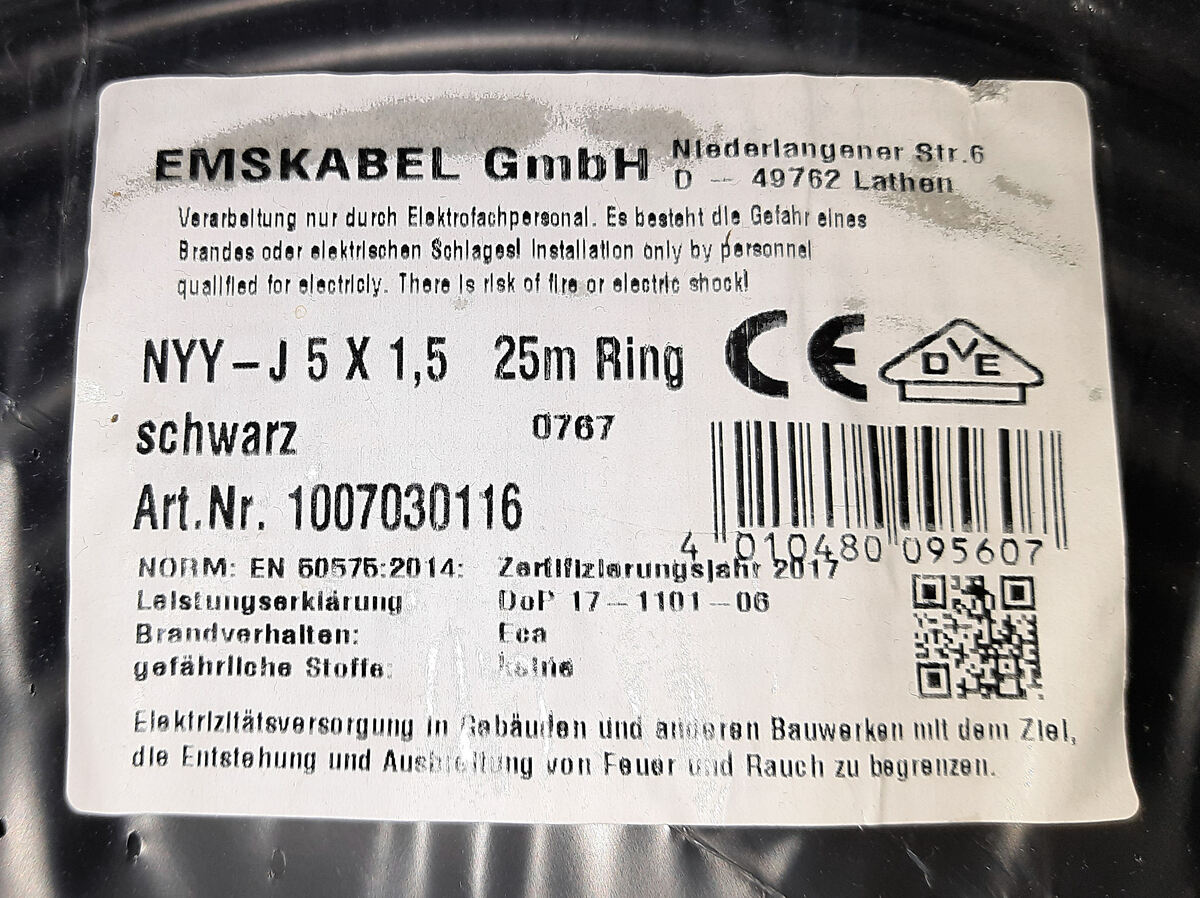 EMSKABEL GmbH
Niederlangener Str.6
D - 49762 Lathen
Verarbeitung nur durch Elektrofachpersonal. Es besteht die Gefahr eines
Brandes oder elektrischen Schlages! Installation only by personnel
qualified for electricly. There is risk of fire or electric shock!
NYY-J 5 X 1,5 25m Ring
CE
DVE
schwarz 0767
Art.Nr. 1007030116
4 010480 095607
NORM: EN 50575:2014: Zertifizierungsjahr 2017
Leistungserklärung DoP 17-1101-06
Brandverhalten: Eca
gefährliche Stoffe: keine
Elektrizitätsversorgung in Gebäuden und anderen Bauwerken mit dem Ziel,
die Entstehung und Ausbreitung von Feuer und Rauch zu begrenzen.